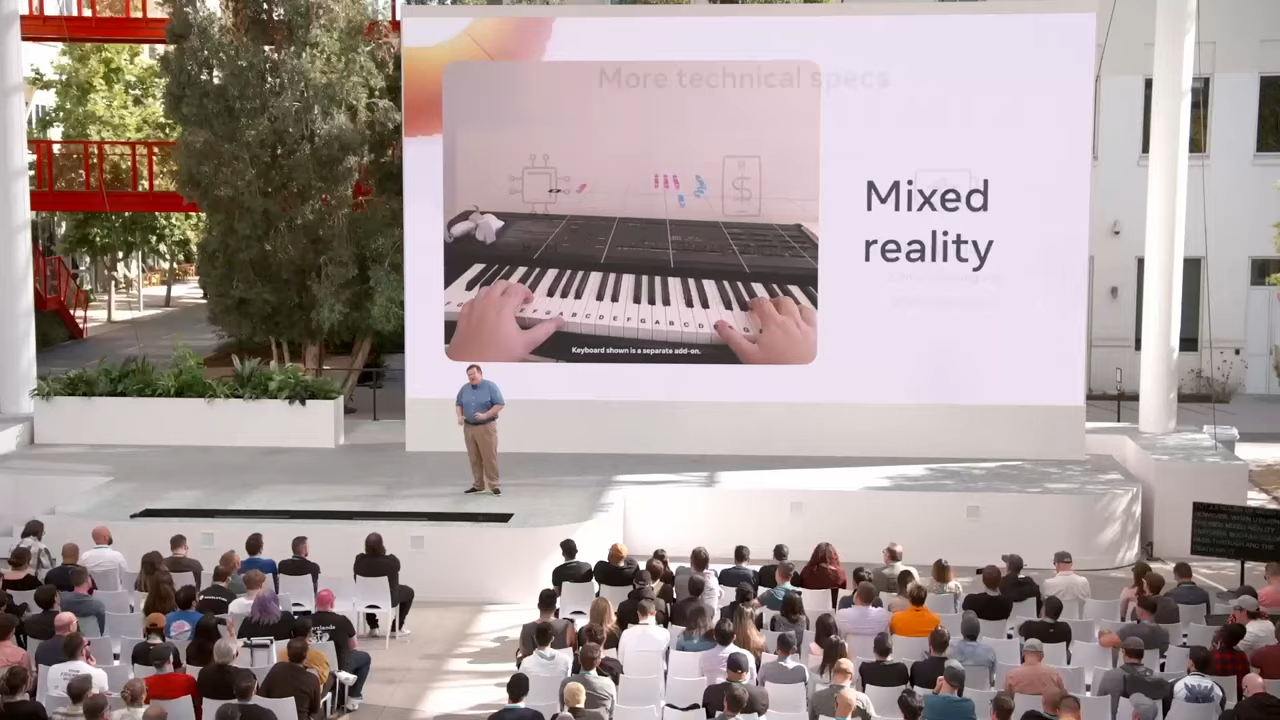 More technical specs
Mixed
reality
F G A B C D E F G A B C D
Keyboard shown is a separate add-on.